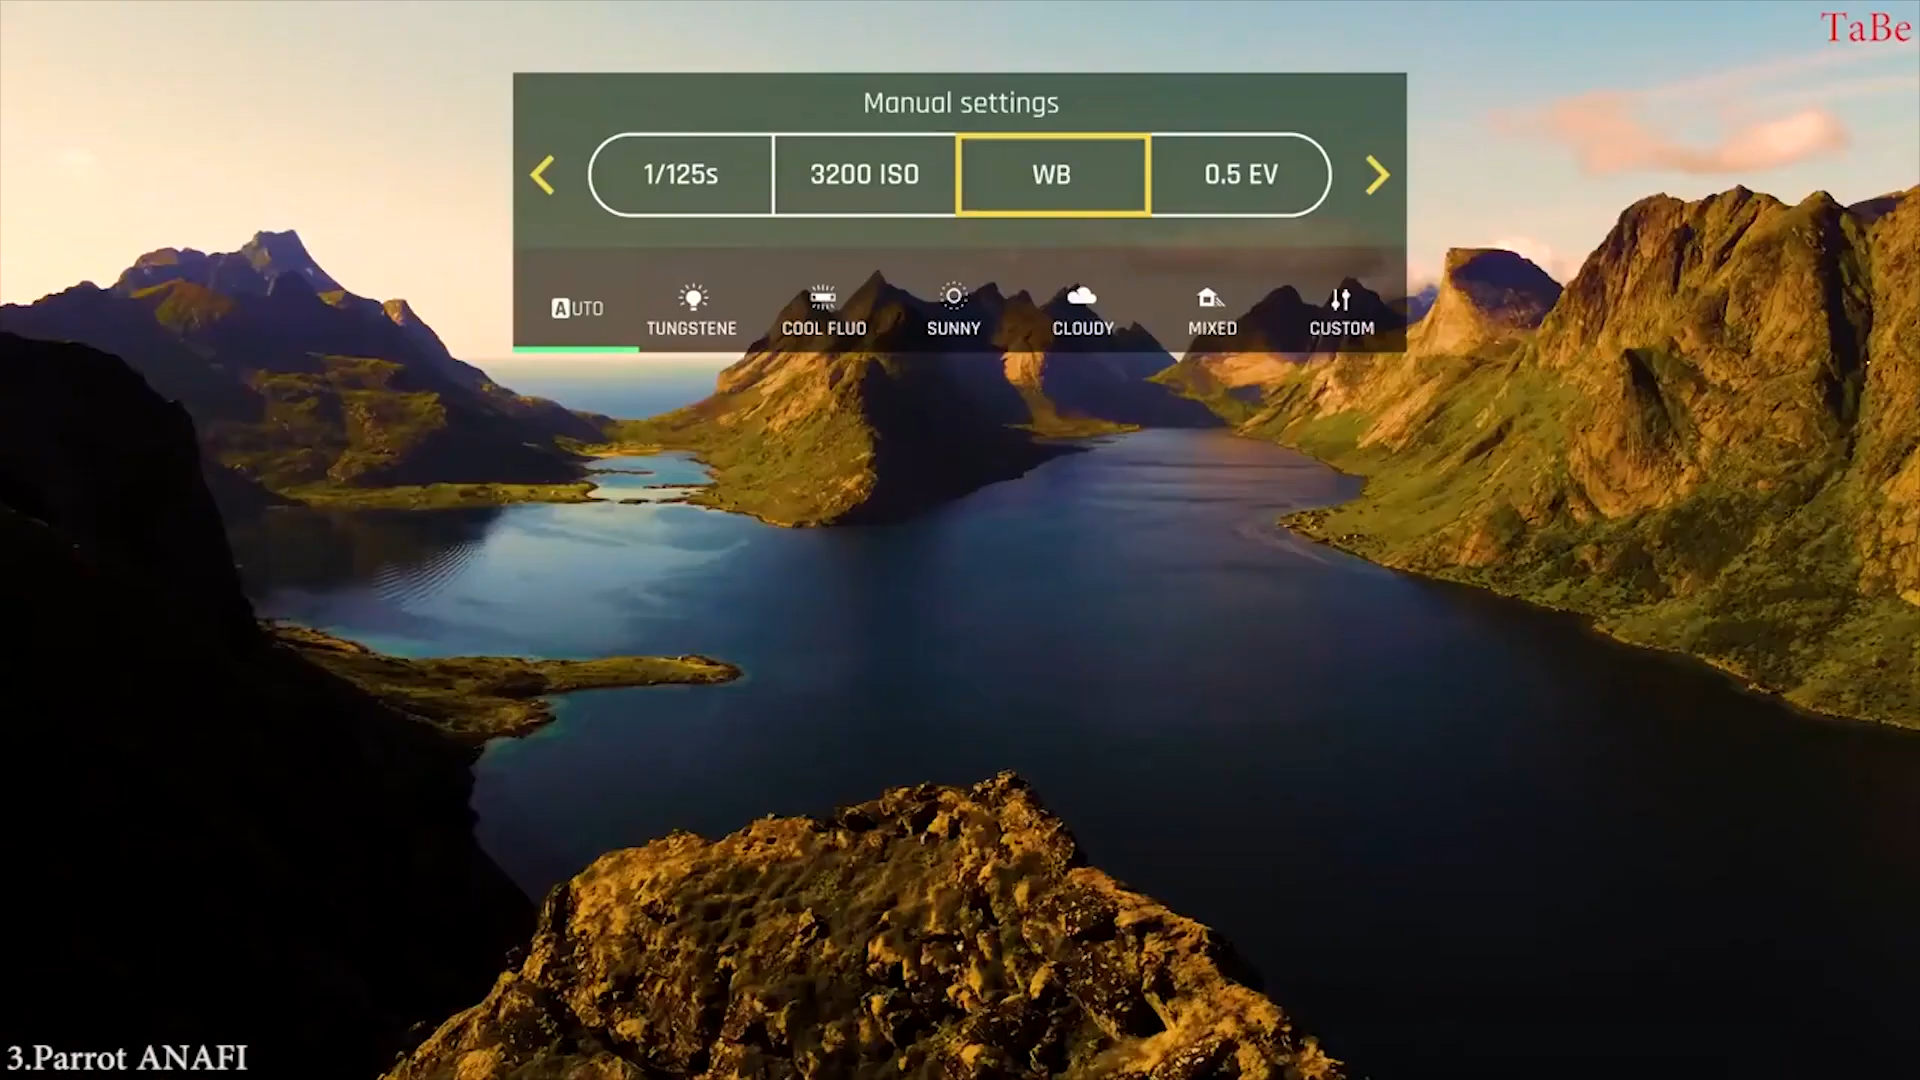 TaBe
Manual settings
1/125s 3200 ISO WB 0.5 EV
AUTO TUNGSTENE COOL FLUO SUNNY CLOUDY MIXED CUSTOM
3.Parrot ANAFI